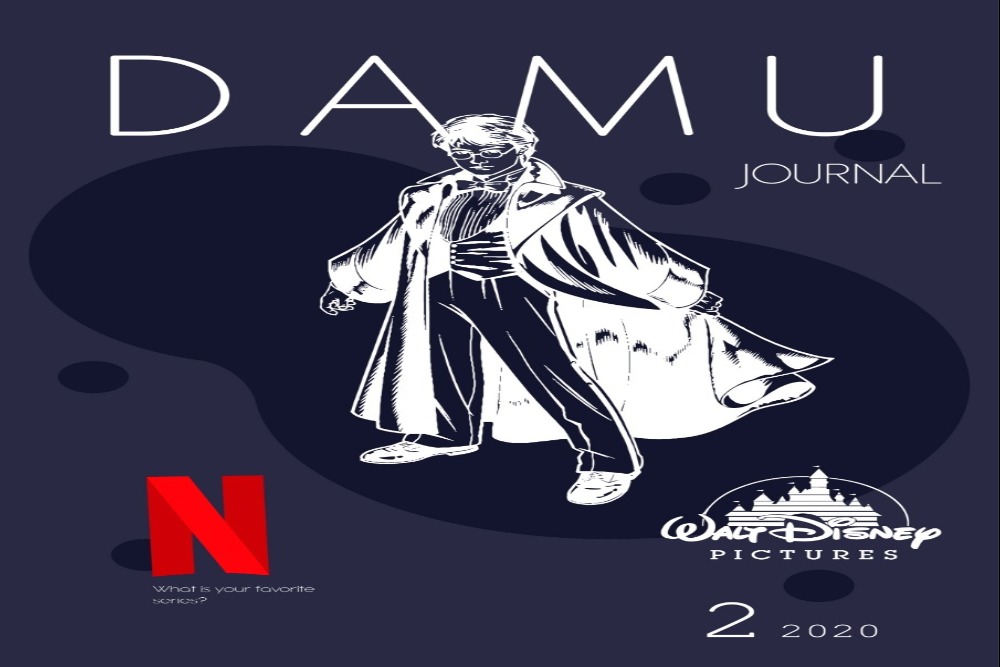 DAMU
JOURNAL
N
What is your favorite
series?
WALT DISNEY
PICTURES
2 2020